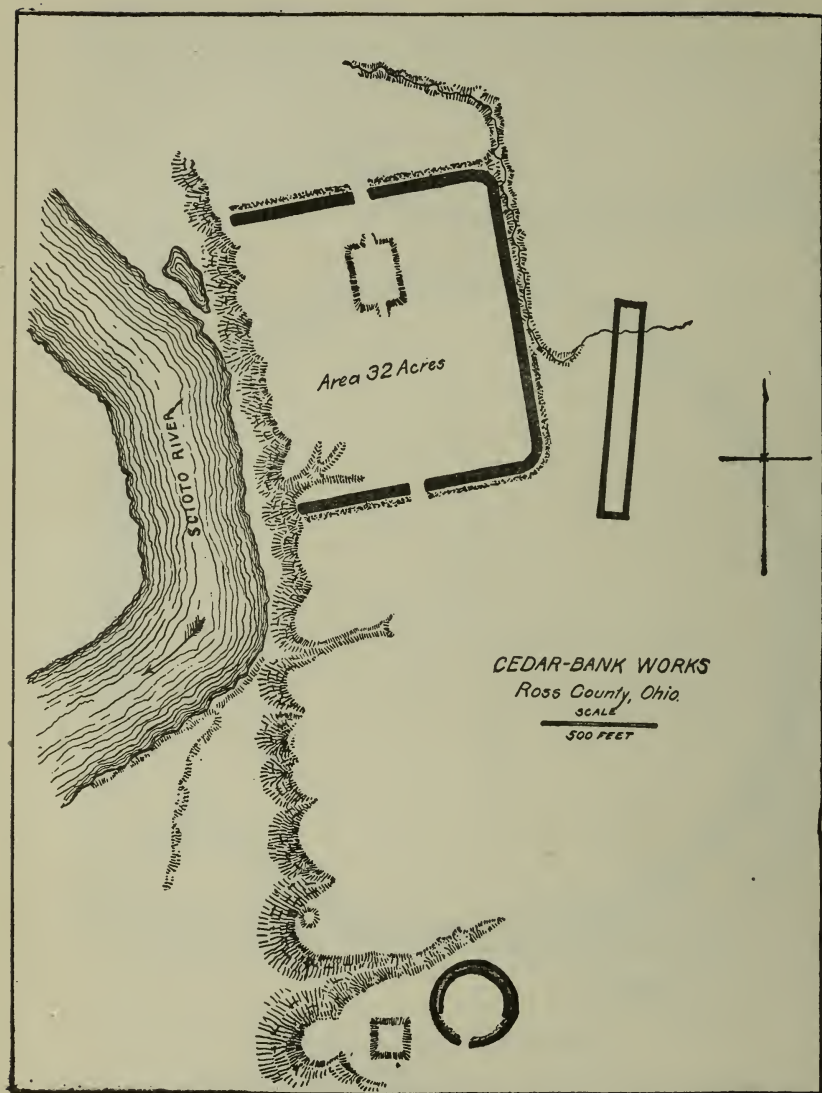 Area 32 Acres
SCIOTO RIVER
CEDAR-BANK WORKS
Ross County, Ohio.
SCALE
500 FEET